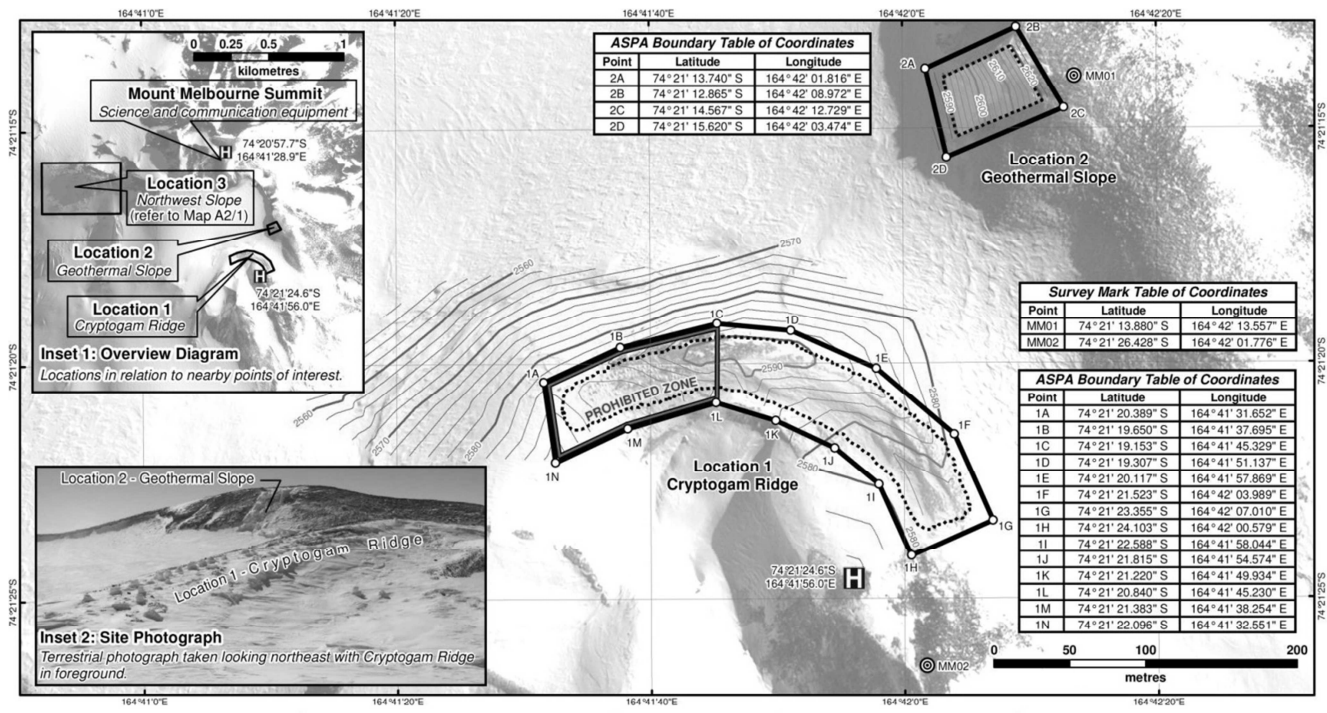 164°41'0"E 164°41'20"E 164°41'40"E 164°42'0"E 164°42'20"E
0 0.25 0.5 1
kilometres
Mount Melbourne Summit
Science and communication equipment
74°20'57.7"S
164°41'28.9"E
H
Location 3
Northwest Slope
(refer to Map A2/1)
Location 2
Geothermal Slope
H
74°21'24.6"S
164°41'56.0"E
Location 1
Cryptogam Ridge
Inset 1: Overview Diagram
Locations in relation to nearby points of interest.
ASPA Boundary Table of Coordinates
Point Latitude Longitude
2A 74°21' 13.740" S 164°42' 01.816" E
2B 74°21' 12.865" S 164°42' 08.972" E
2C 74°21' 14.567" S 164°42' 12.729" E
2D 74°21' 15.620" S 164°42' 03.474" E
2B
2A
MM01
2C
2D
2610
2600
Location 2
Geothermal Slope
74°21'15"S
74°21'15"S
2570
2560
Survey Mark Table of Coordinates
Point Latitude Longitude
MM01 74°21' 13.880" S 164°42' 13.557" E
MM02 74°21' 26.428" S 164°42' 01.776" E
1C
1D
1B
1E
74°21'20"S
74°21'20"S
1A
2590
PROHIBITED ZONE
2580
2560
2570
2580
1L
1M
1K
1F
1J
1N
2580
1I
1G
2580
1H
Location 1
Cryptogam Ridge
ASPA Boundary Table of Coordinates
Point Latitude Longitude
1A 74°21' 20.389" S 164°41' 31.652" E
1B 74°21' 19.650" S 164°41' 37.695" E
1C 74°21' 19.153" S 164°41' 45.329" E
1D 74°21' 19.307" S 164°41' 51.137" E
1E 74°21' 20.117" S 164°41' 57.869" E
1F 74°21' 21.523" S 164°42' 03.989" E
1G 74°21' 23.355" S 164°42' 07.010" E
1H 74°21' 24.103" S 164°42' 00.579" E
1I 74°21' 22.588" S 164°41' 58.044" E
1J 74°21' 21.815" S 164°41' 54.574" E
1K 74°21' 21.220" S 164°41' 49.934" E
1L 74°21' 20.840" S 164°41' 45.230" E
1M 74°21' 21.383" S 164°41' 38.254" E
1N 74°21' 22.096" S 164°41' 32.551" E
Location 2 - Geothermal Slope
Location 1 - Cryptogam Ridge
Inset 2: Site Photograph
Terrestrial photograph taken looking northeast with Cryptogam Ridge
in foreground.
74°21'24.6"S
164°41'56.0"E
H
74°21'25"S
74°21'25"S
MM02
0 50 100 200
metres
164°41'0"E 164°41'20"E 164°41'40"E 164°42'0"E 164°42'20"E